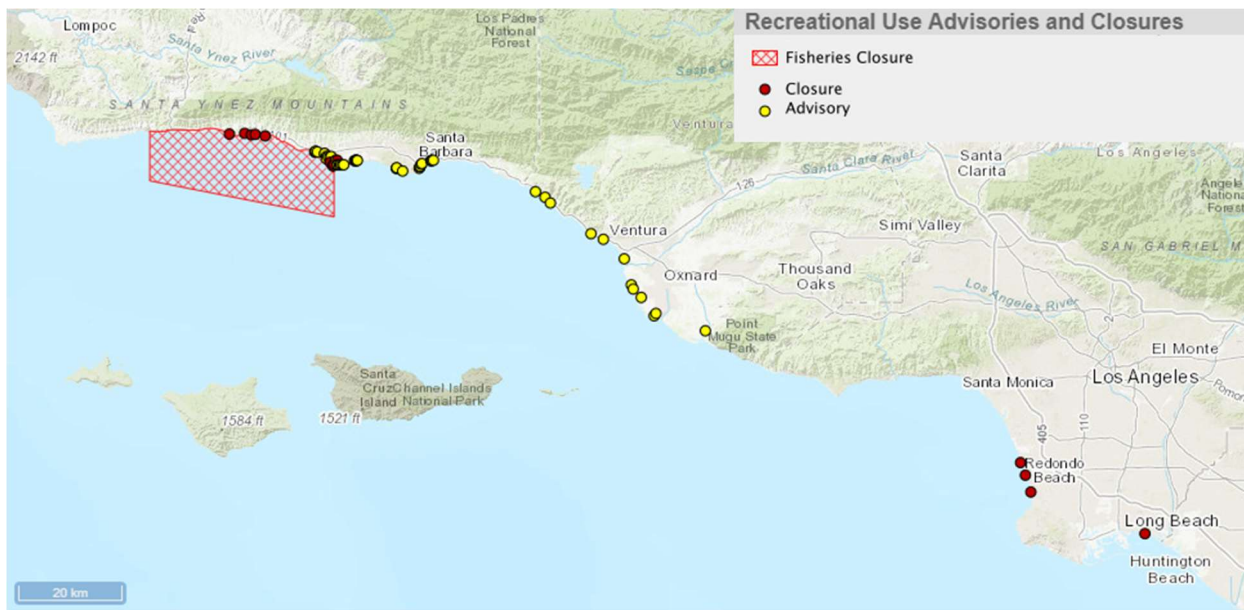 Recreational Use Advisories and Closures
Fisheries Closure
Closure
Advisory
Lompoc
Los Padres
National
Forest
Santa Ynez River
2142 ft
SANTA YNEZ MOUNTAINS
101
Santa
Barbara
Ventura
Santa Clara River
126
Santa
Clarita
Los Angeles
Angeles
National
Forest
SAN GABRIEL M
Ventura
Simi Valley
Oxnard
Thousand
Oaks
Los Angeles River
Point
Mugu State
Park
2
El Monte
Santa Monica
Los Angeles
Pomo
405
110
Santa
Cruz
Island
Channel Islands
National Park
1584 ft
1521 ft
Redondo
Beach
Long Beach
Huntington
Beach
20 km